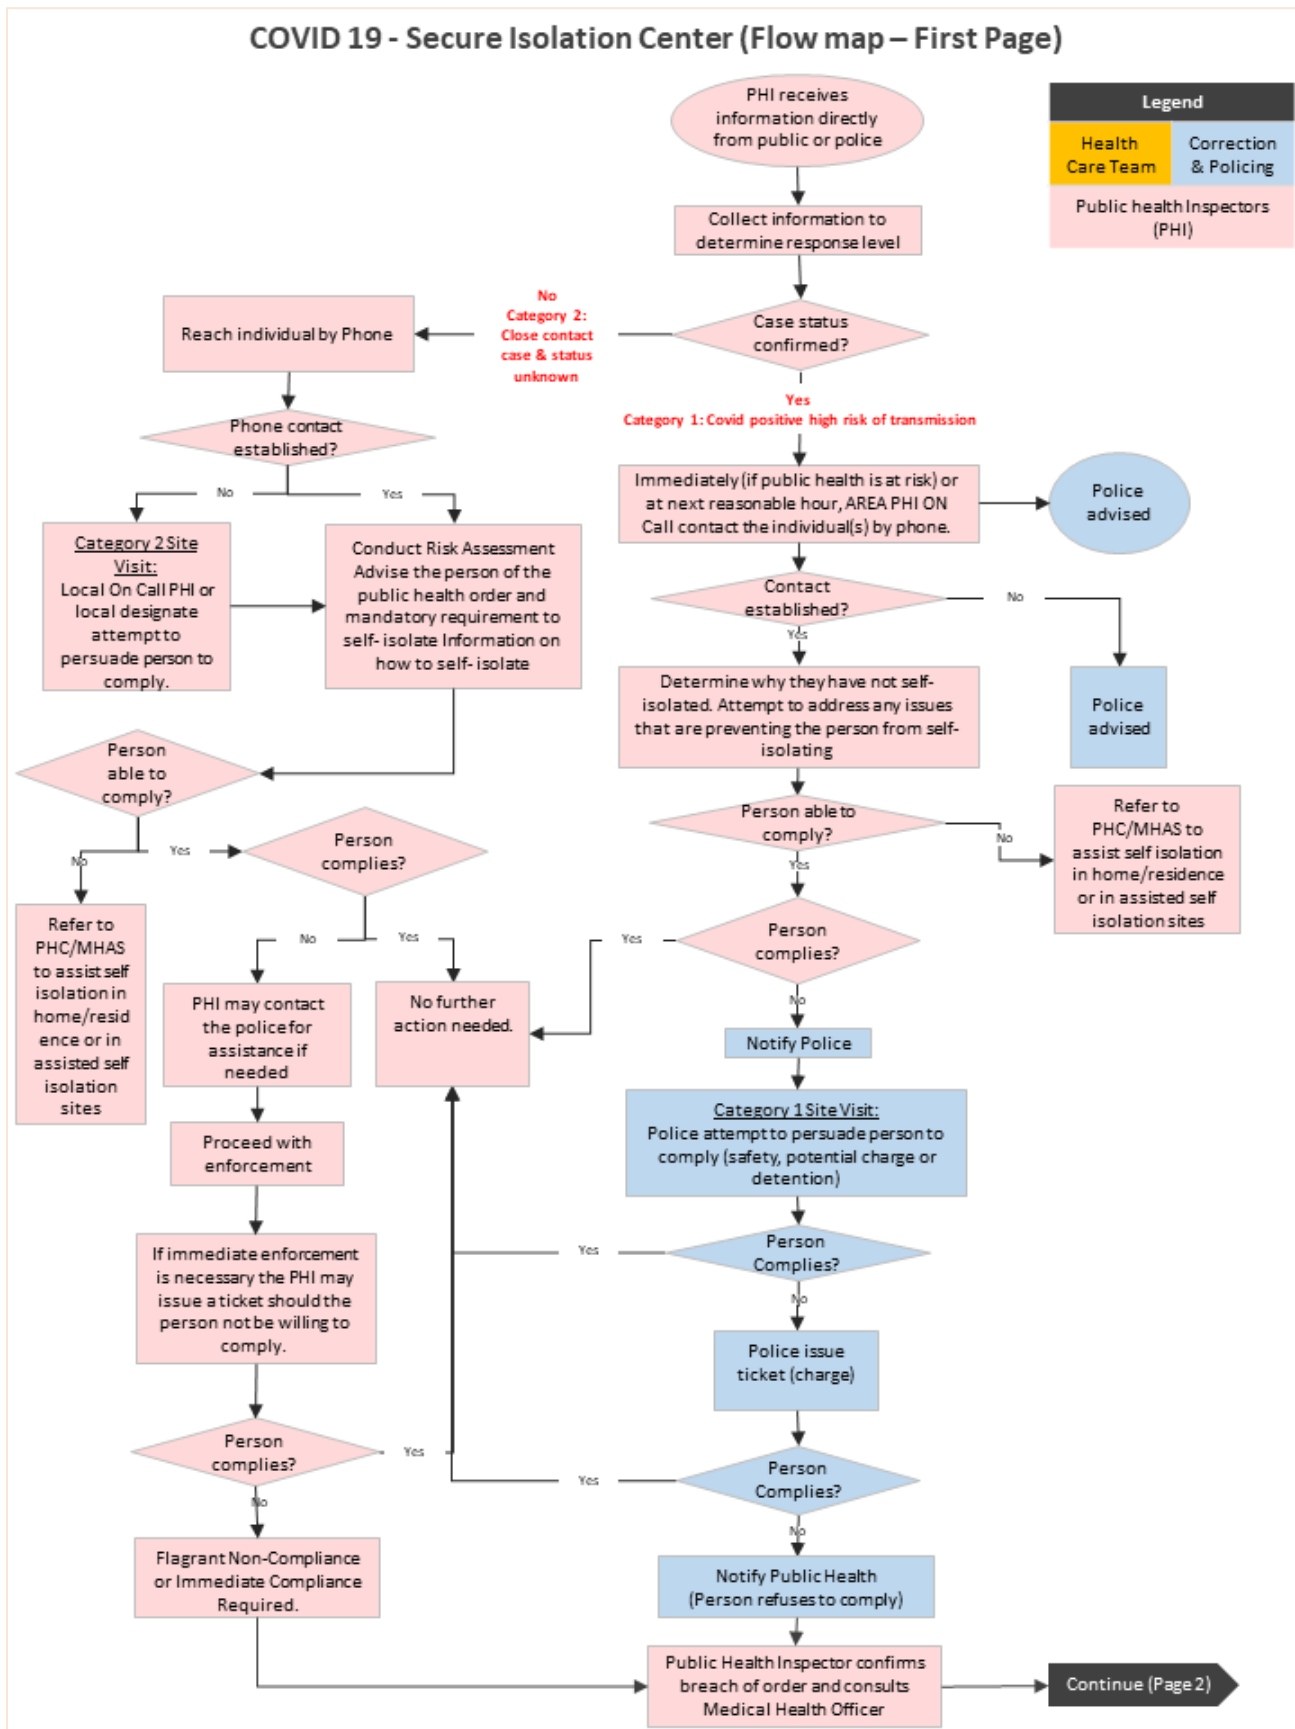 COVID 19 - Secure Isolation Center (Flow map – First Page)
PHI receives
information directly
from public or police
Legend
Health
Care Team
Correction
& Policing
Public health Inspectors
(PHI)
Collect information to
determine response level
Case status
confirmed?
No
Category 2:
Close contact
case & status
unknown
Reach individual by Phone
Yes
Category 1: Covid positive high risk of transmission
Phone contact
established?
No
Yes
Immediately (if public health is at risk) or
at next reasonable hour, AREA PHI ON
Call contact the individual(s) by phone.
Police
advised
Category 2 Site
Visit:
Local On Call PHI or
local designate
attempt to
persuade person to
comply.
Conduct Risk Assessment
Advise the person of the
public health order and
mandatory requirement to
self- isolate Information on
how to self- isolate
Contact
established?
No
Yes
Police
advised
Determine why they have not self-
isolated. Attempt to address any issues
that are preventing the person from self-
isolating
Person
able to
comply?
No
Yes
Person
complies?
Person able to
comply?
No
Yes
Refer to
PHC/MHAS to
assist self isolation
in home/residence
or in assisted self
isolation sites
Refer to
PHC/MHAS
to assist self
isolation in
home/resid
ence or in
assisted self
isolation
sites
No
Yes
Person
complies?
Yes
No
PHI may contact
the police for
assistance if
needed
No further
action needed.
Notify Police
Category 1 Site Visit:
Police attempt to persuade person to
comply (safety, potential charge or
detention)
Proceed with
enforcement
Person
Complies?
Yes
No
If immediate enforcement
is necessary the PHI may
issue a ticket should the
person not be willing to
comply.
Police issue
ticket (charge)
Person
complies?
Yes
No
Person
Complies?
Yes
No
Flagrant Non-Compliance
or Immediate Compliance
Required.
Notify Public Health
(Person refuses to comply)
Public Health Inspector confirms
breach of order and consults
Medical Health Officer
Continue (Page 2)